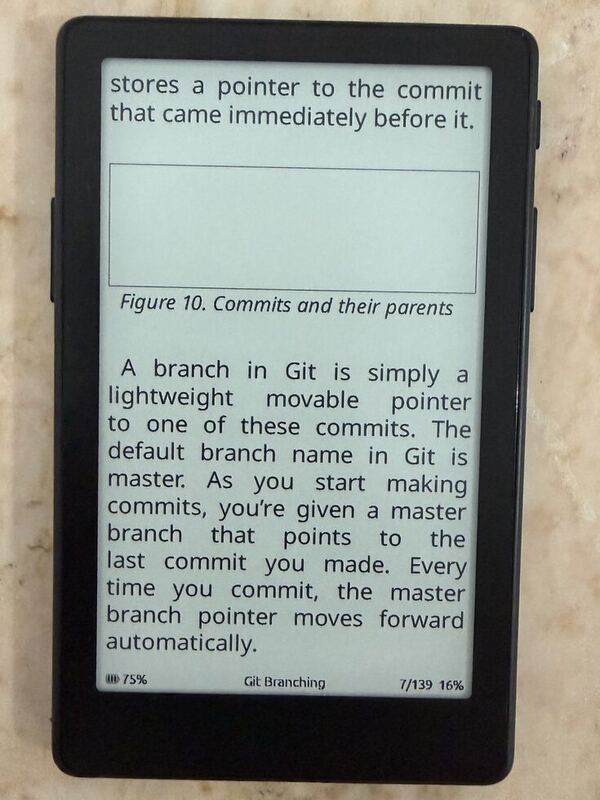 stores a pointer to the commit
that came immediately before it.
Figure 10. Commits and their parents
A branch in Git is simply a
lightweight movable pointer
to one of these commits. The
default branch name in Git is
master. As you start making
commits, you’re given a master
branch that points to the
last commit you made. Every
time you commit, the master
branch pointer moves forward
automatically.
75% Git Branching 7/139 16%